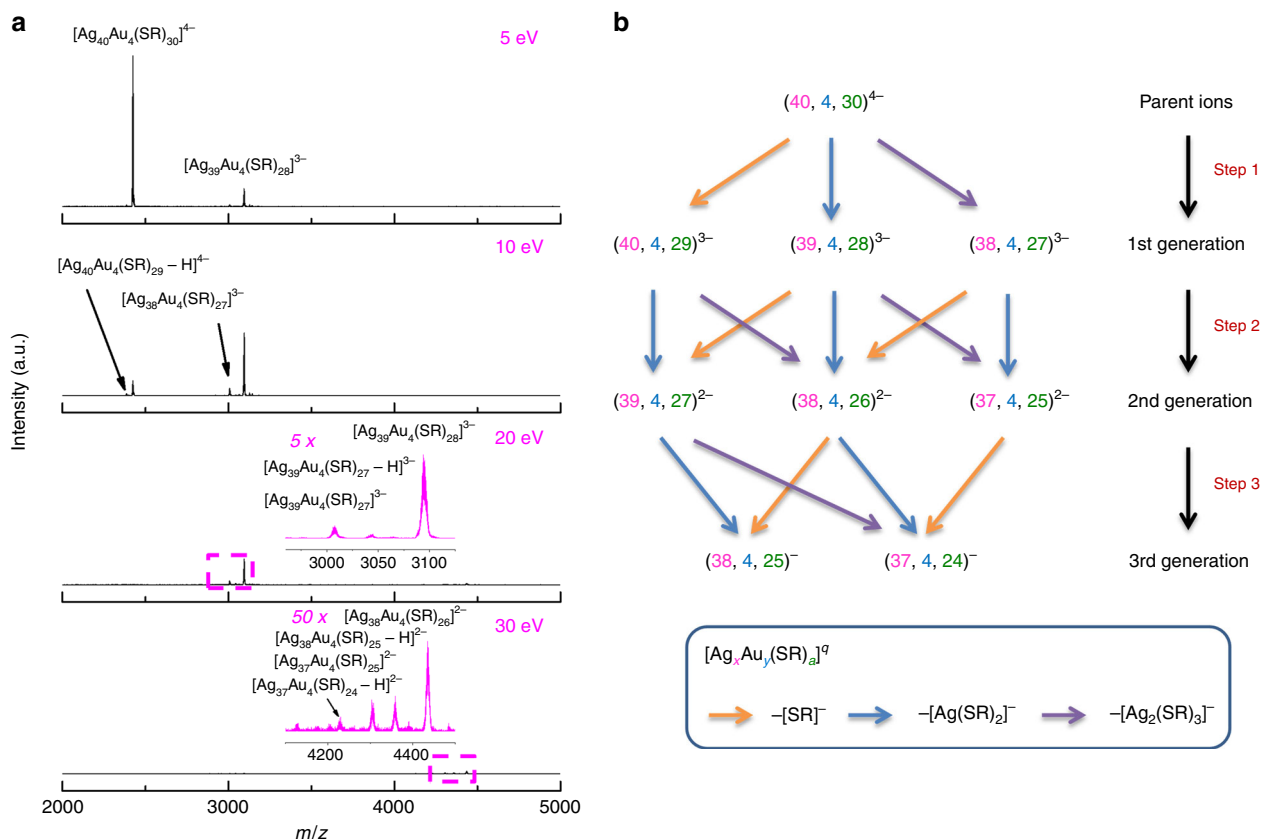 a
[Ag40Au4(SR)30]4–
5 eV
[Ag39Au4(SR)28]3–
2000 3000 4000 5000
10 eV
[Ag40Au4(SR)29 – H]4–
[Ag38Au4(SR)27]3–
20 eV
5 x
[Ag39Au4(SR)28]3–
[Ag39Au4(SR)27 – H]3–
[Ag39Au4(SR)27]3–
3000 3050 3100
30 eV
50 x
[Ag38Au4(SR)26]2–
[Ag38Au4(SR)25 – H]2–
[Ag37Au4(SR)25]2–
[Ag37Au4(SR)24 – H]2–
4200 4400
2000 3000 4000 5000
m/z
Intensity (a.u.)
b
(40, 4, 30)4– Parent ions
Step 1
(40, 4, 29)3– (39, 4, 28)3– (38, 4, 27)3– 1st generation
Step 2
(39, 4, 27)2– (38, 4, 26)2– (37, 4, 25)2– 2nd generation
Step 3
(38, 4, 25)– (37, 4, 24)– 3rd generation
[AgxAuy(SR)a]q
–[SR]– –[Ag(SR)2]– –[Ag2(SR)3]–